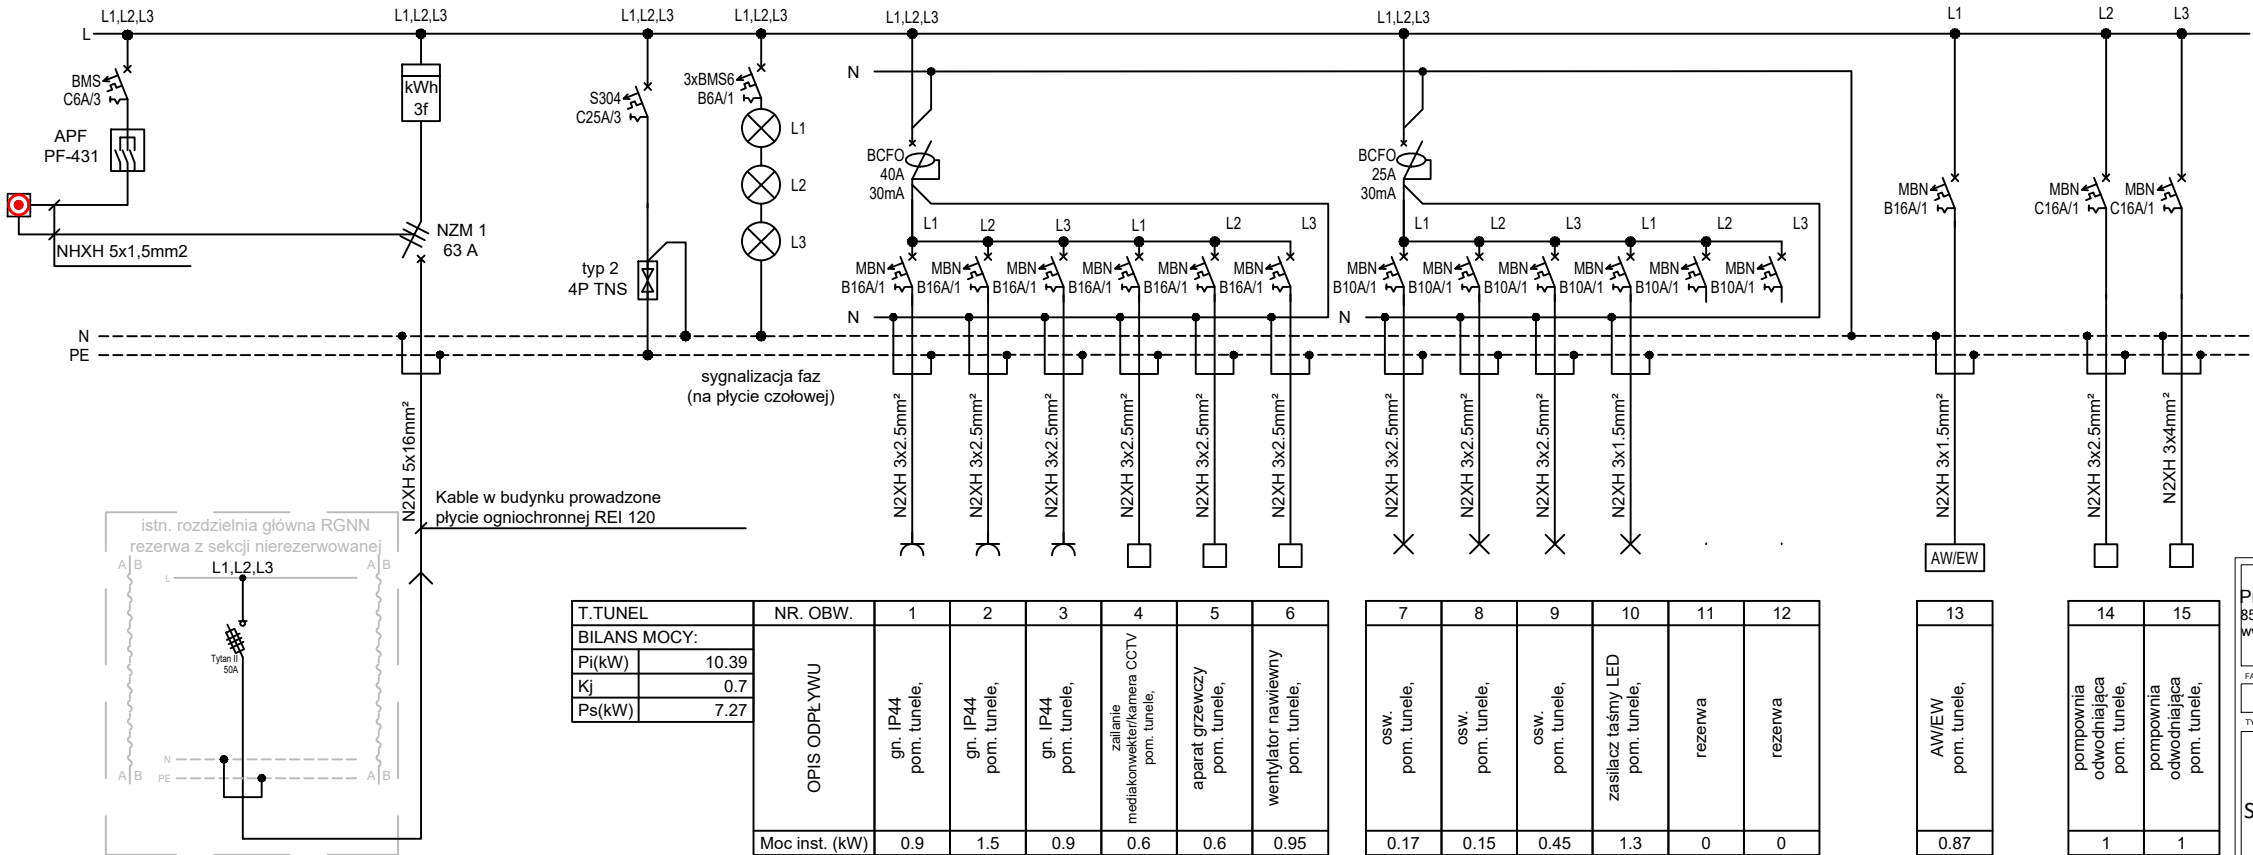 L1,L2,L3
L1,L2,L3
L1,L2,L3
L1,L2,L3
L1,L2,L3
L1,L2,L3
L1
L2
L3
L
N
BMS
C6A/3
APF
PF-431
NHXH 5x1,5mm2
kWh
3f
NZM 1
63 A
S304
C25A/3
typ 2
4P TNS
3xBMS6
B6A/1
L1
L2
L3
BCFO
40A
30mA
BCFO
25A
30mA
L1
L2
L3
L1
L2
L3
L1
L2
L3
L1
L2
L3
MBN
B16A/1
MBN
B16A/1
MBN
B16A/1
MBN
B16A/1
MBN
B16A/1
MBN
B16A/1
MBN
B10A/1
MBN
B10A/1
MBN
B10A/1
MBN
B10A/1
MBN
B10A/1
MBN
B10A/1
MBN
B16A/1
MBN
C16A/1
MBN
C16A/1
N
N
N
PE
sygnalizacja faz
(na płycie czołowej)
N2XH 5x16mm²
Kable w budynku prowadzone
płycie ogniochronnej REI 120
N2XH 3x2.5mm²
N2XH 3x2.5mm²
N2XH 3x2.5mm²
N2XH 3x2.5mm²
N2XH 3x2.5mm²
N2XH 3x2.5mm²
N2XH 3x2.5mm²
N2XH 3x2.5mm²
N2XH 3x2.5mm²
N2XH 3x1.5mm²
N2XH 3x1.5mm²
N2XH 3x2.5mm²
N2XH 3x4mm²
AW/EW
istn. rozdzielnia główna RGNN
rezerwa z sekcji nierezerwowanej
A B
A B
L1,L2,L3
L
Tytan II
50A
N
PE
A B
A B
T.TUNEL
BILANS MOCY:
Pi(kW) 10.39
Kj 0.7
Ps(kW) 7.27
NR. OBW. 1 2 3 4 5 6 7 8 9 10 11 12 13 14 15
OPIS ODPŁYWU
gn. IP44
pom. tunele,
gn. IP44
pom. tunele,
gn. IP44
pom. tunele,
zailanie
mediakonwekter/kamera CCTV
pom. tunele,
aparat grzewczy
pom. tunele,
wentylator nawiewny
osw.
pom. tunele,
osw.
pom. tunele,
osw.
pom. tunele,
zasilacz taśmy LED
pom. tunele,
rezerwa
rezerwa
AW/EW
pom. tunele,
pompownia
odwodniająca
pom. tunele,
pompownia
odwodniająca
pom. tunele,
Moc inst. (kW) 0.9 1.5 0.9 0.6 0.6 0.95 0.17 0.15 0.45 1.3 0 0 0.87 1 1